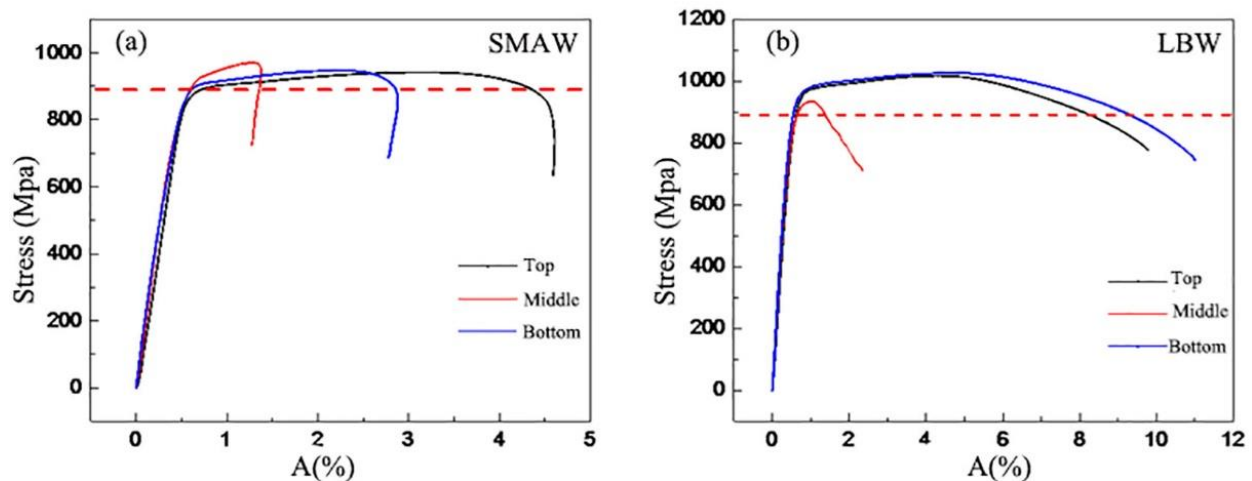 (a)
SMAW
1000
800
600
400
200
0
Stress (Mpa)
Top
Middle
Bottom
0 1 2 3 4 5
A(%)
(b)
LBW
1200
1000
800
600
400
200
0
Stress (Mpa)
Top
Middle
Bottom
0 2 4 6 8 10 12
A(%)